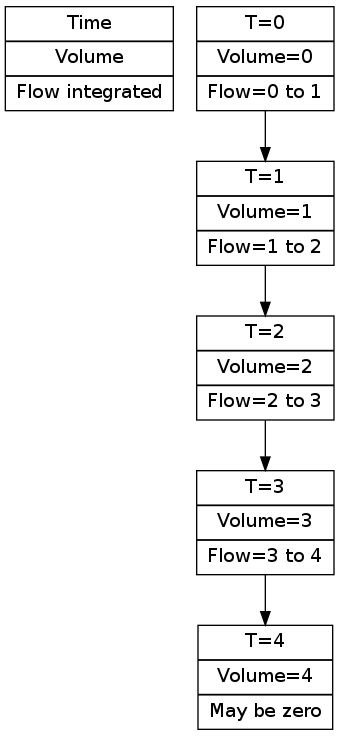 Time
Volume
Flow integrated
T=0
Volume=0
Flow=0 to 1
T=1
Volume=1
Flow=1 to 2
T=2
Volume=2
Flow=2 to 3
T=3
Volume=3
Flow=3 to 4
T=4
Volume=4
May be zero